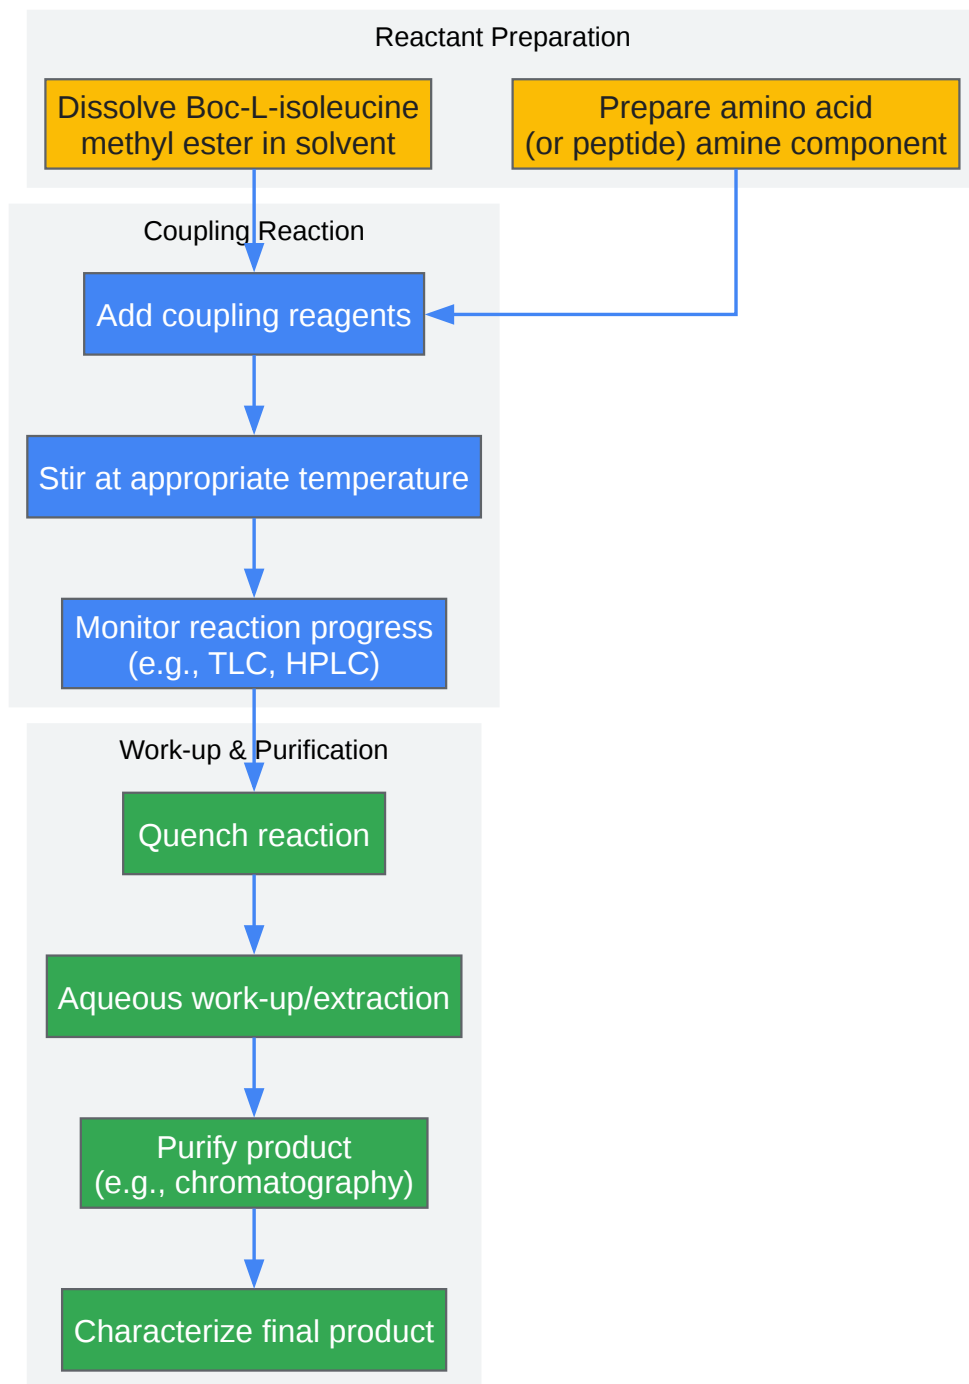 Reactant Preparation
Dissolve Boc-L-isoleucine
methyl ester in solvent
Prepare amino acid
(or peptide) amine component
Coupling Reaction
Add coupling reagents
Stir at appropriate temperature
Monitor reaction progress
(e.g., TLC, HPLC)
Work-up & Purification
Quench reaction
Aqueous work-up/extraction
Purify product
(e.g., chromatography)
Characterize final product